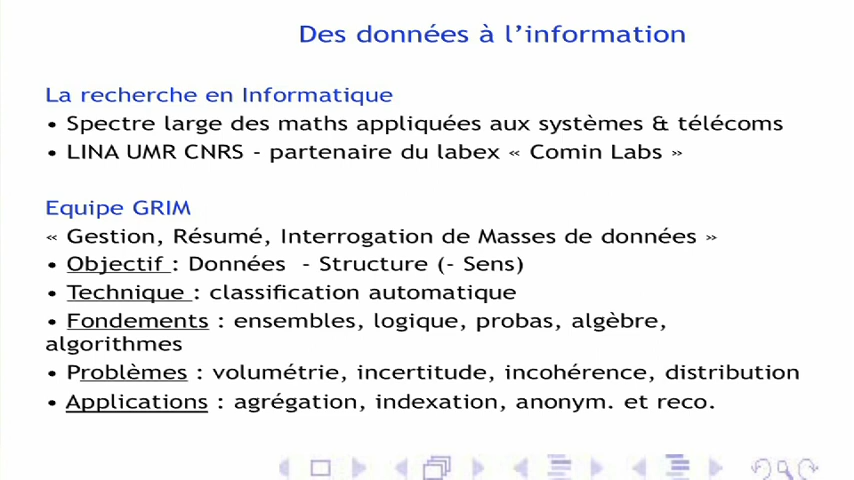 Des données à l'information
La recherche en Informatique
• Spectre large des maths appliquées aux systèmes & télécoms
• LINA UMR CNRS - partenaire du labex « Comin Labs »
Equipe GRIM
« Gestion, Résumé, Interrogation de Masses de données »
• Objectif : Données - Structure (- Sens)
• Technique : classification automatique
• Fondements : ensembles, logique, probas, algèbre,
algorithmes
• Problèmes : volumétrie, incertitude, incohérence, distribution
• Applications : agrégation, indexation, anonym. et reco.